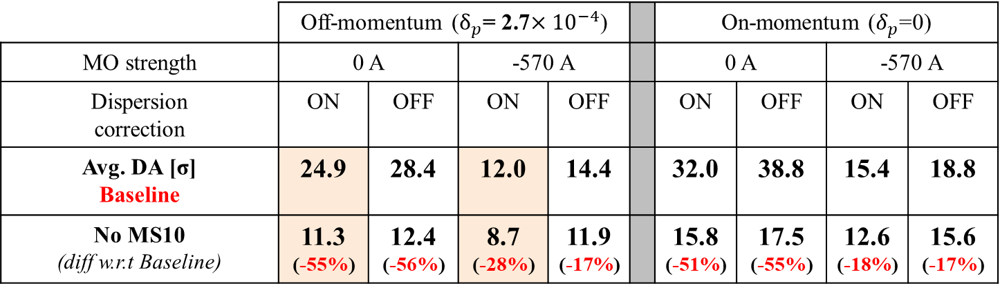 Off-momentum (δ𝑝= 2.7× 10−4) On-momentum (𝛿𝑝=0)
MO strength 0 A -570 A 0 A -570 A
Dispersion correction ON OFF ON OFF ON OFF ON OFF
Avg. DA [σ] 24.9 28.4 12.0 14.4 32.0 38.8 15.4 18.8
Baseline
No MS10 11.3 12.4 8.7 11.9 15.8 17.5 12.6 15.6
(diff w.r.t Baseline) (-55%) (-56%) (-28%) (-17%) (-51%) (-55%) (-18%) (-17%)